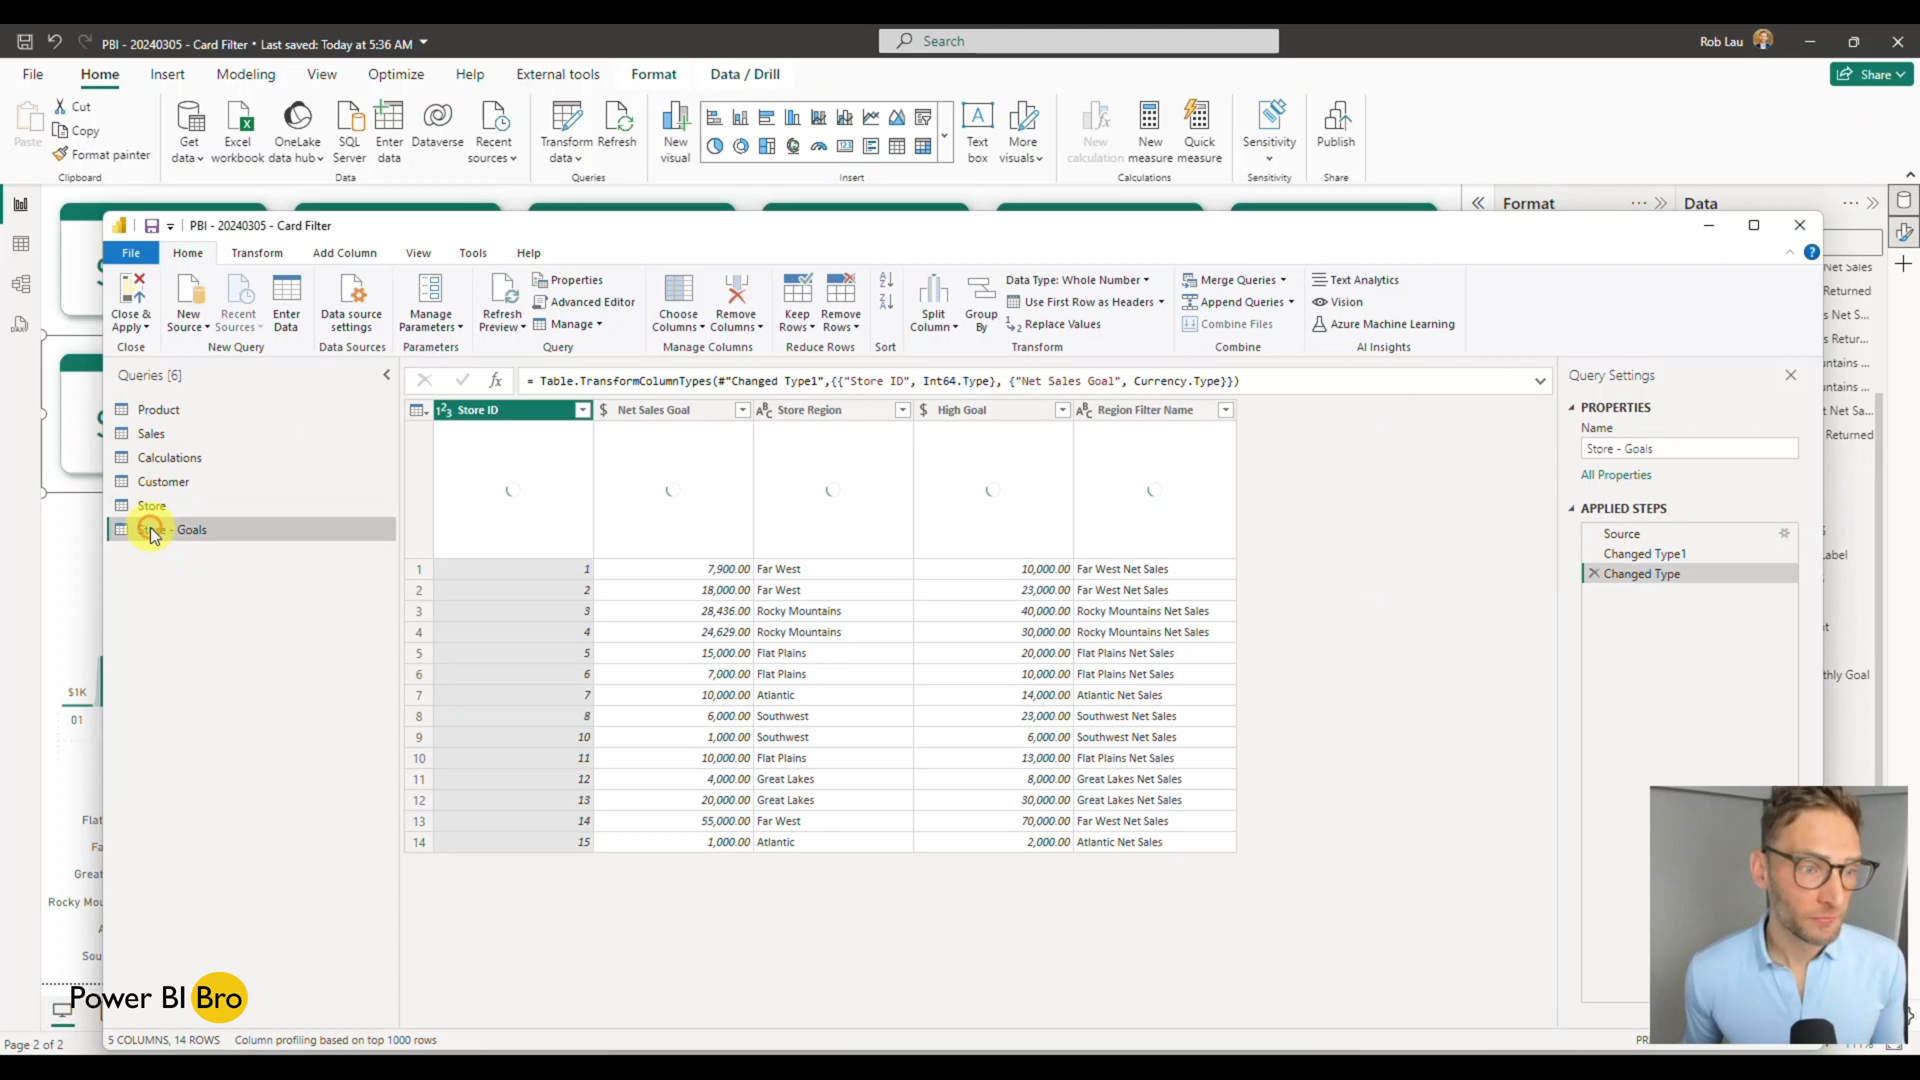 PBI - 20240305 - Card Filter • Last saved: Today at 5:36 AM
Search
Rob Lau
File Home Insert Modeling View Optimize Help External tools Format Data / Drill
Share
Paste
Cut
Copy
Format painter
Clipboard
Get data
Excel workbook
OneLake data hub
SQL Server
Enter data
Dataverse
Recent sources
Data
Transform data
Refresh
Queries
New visual
Text box
More visuals
Insert
New calculation
New measure
Quick measure
Calculations
Sensitivity
Sensitivity
Publish
Share
Format
Data
PBI - 20240305 - Card Filter
File Home Transform Add Column View Tools Help
Close & Apply
Close
New Source
Recent Sources
Enter Data
New Query
Data source settings
Data Sources
Manage Parameters
Parameters
Refresh Preview
Properties
Advanced Editor
Manage
Query
Choose Columns
Remove Columns
Manage Columns
Keep Rows
Remove Rows
Reduce Rows
Sort
Split Column
Group By
Data Type: Whole Number
Use First Row as Headers
Replace Values
Transform
Merge Queries
Append Queries
Combine Files
Combine
Text Analytics
Vision
Azure Machine Learning
AI Insights
Queries [6]
Product
Sales
Calculations
Customer
Store
Store - Goals
= Table.TransformColumnTypes(#"Changed Type1",{{"Store ID", Int64.Type}, {"Net Sales Goal", Currency.Type}})
Store ID Net Sales Goal Store Region High Goal Region Filter Name
1 1 7,900.00 Far West 10,000.00 Far West Net Sales
2 2 18,000.00 Far West 23,000.00 Far West Net Sales
3 3 28,436.00 Rocky Mountains 40,000.00 Rocky Mountains Net Sales
4 4 24,629.00 Rocky Mountains 30,000.00 Rocky Mountains Net Sales
5 5 15,000.00 Flat Plains 20,000.00 Flat Plains Net Sales
6 6 7,000.00 Flat Plains 10,000.00 Flat Plains Net Sales
7 7 10,000.00 Atlantic 14,000.00 Atlantic Net Sales
8 8 6,000.00 Southwest 23,000.00 Southwest Net Sales
9 10 1,000.00 Southwest 6,000.00 Southwest Net Sales
10 11 10,000.00 Flat Plains 13,000.00 Flat Plains Net Sales
11 12 4,000.00 Great Lakes 8,000.00 Great Lakes Net Sales
12 13 20,000.00 Great Lakes 30,000.00 Great Lakes Net Sales
13 14 55,000.00 Far West 70,000.00 Far West Net Sales
14 15 1,000.00 Atlantic 2,000.00 Atlantic Net Sales
Query Settings
PROPERTIES
Name
Store - Goals
All Properties
APPLIED STEPS
Source
Changed Type1
Changed Type
Net Sales
Returned
s Net S...
s Retur...
ntains ...
ntains ...
t Net Sa...
Returned
abel
thly Goal
$1K
01
Flat
Fa
Great
Rocky Mou
A
Sou
Power BI Bro
5 COLUMNS, 14 ROWS Column profiling based on top 1000 rows
Page 2 of 2